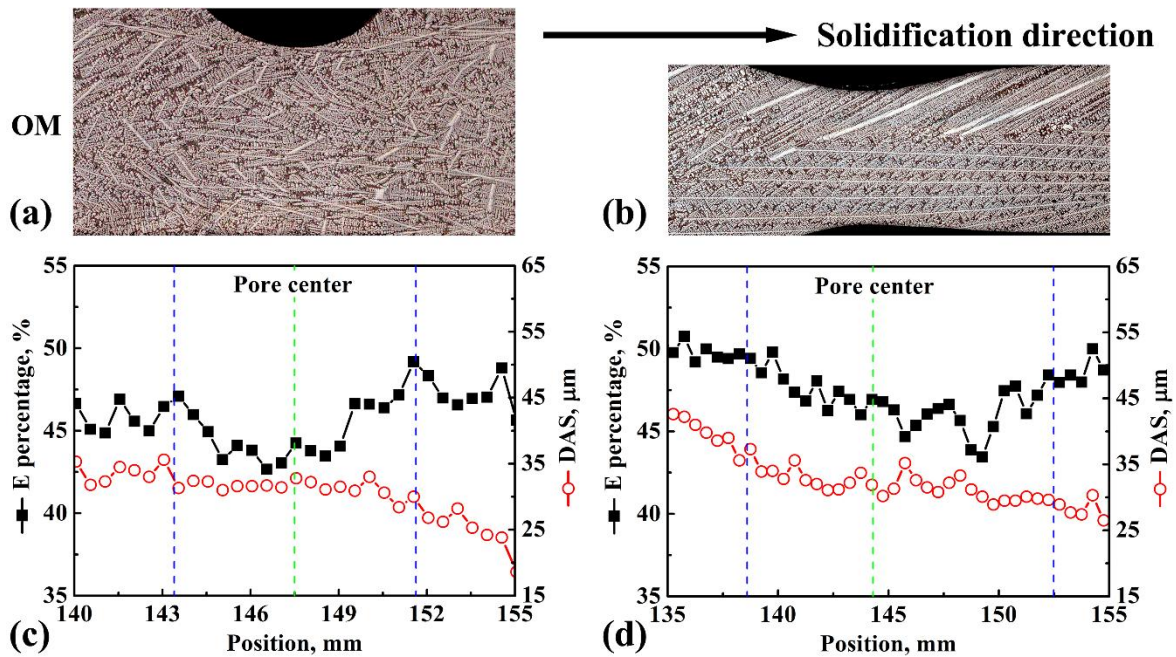 Solidification direction
OM
(a)
(b)
55
50
45
40
35
E percentage, %
Pore center
65
55
45
35
25
15
DAS, μm
140 143 146 149 152 155
Position, mm
(c)
55
50
45
40
35
E percentage, %
Pore center
65
55
45
35
25
15
DAS, μm
135 140 145 150 155
Position, mm
(d)